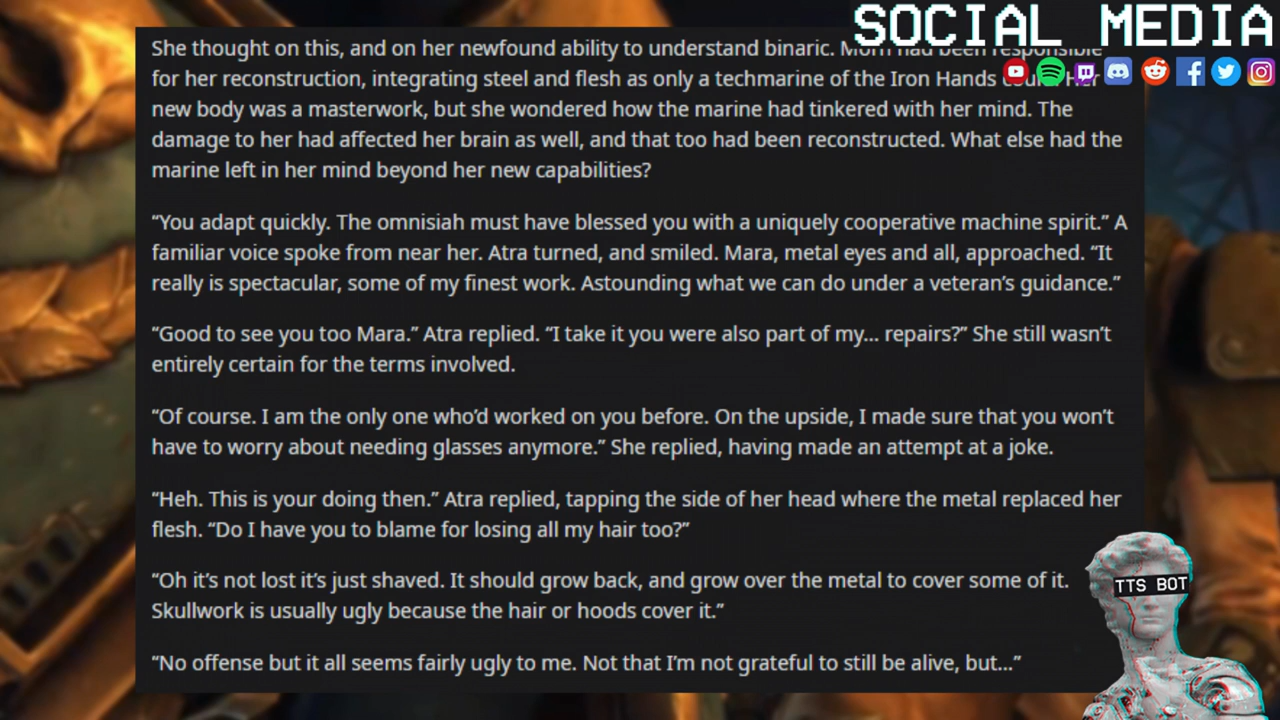 SOCIAL MEDIA
She thought on this, and on her newfound ability to understand binaric. Mom had been responsible
for her reconstruction, integrating steel and flesh as only a techmarine of the Iron Hands could. Her
new body was a masterwork, but she wondered how the marine had tinkered with her mind. The
damage to her had affected her brain as well, and that too had been reconstructed. What else had the
marine left in her mind beyond her new capabilities?
“You adapt quickly. The omnisiah must have blessed you with a uniquely cooperative machine spirit.” A
familiar voice spoke from near her. Atra turned, and smiled. Mara, metal eyes and all, approached. “It
really is spectacular, some of my finest work. Astounding what we can do under a veteran’s guidance.”
“Good to see you too Mara.” Atra replied. “I take it you were also part of my... repairs?” She still wasn’t
entirely certain for the terms involved.
“Of course. I am the only one who’d worked on you before. On the upside, I made sure that you won’t
have to worry about needing glasses anymore.” She replied, having made an attempt at a joke.
“Heh. This is your doing then.” Atra replied, tapping the side of her head where the metal replaced her
flesh. “Do I have you to blame for losing all my hair too?”
“Oh it’s not lost it’s just shaved. It should grow back, and grow over the metal to cover some of it.
Skullwork is usually ugly because the hair or hoods cover it.”
“No offense but it all seems fairly ugly to me. Not that I’m not grateful to still be alive, but...”
TTS BOT